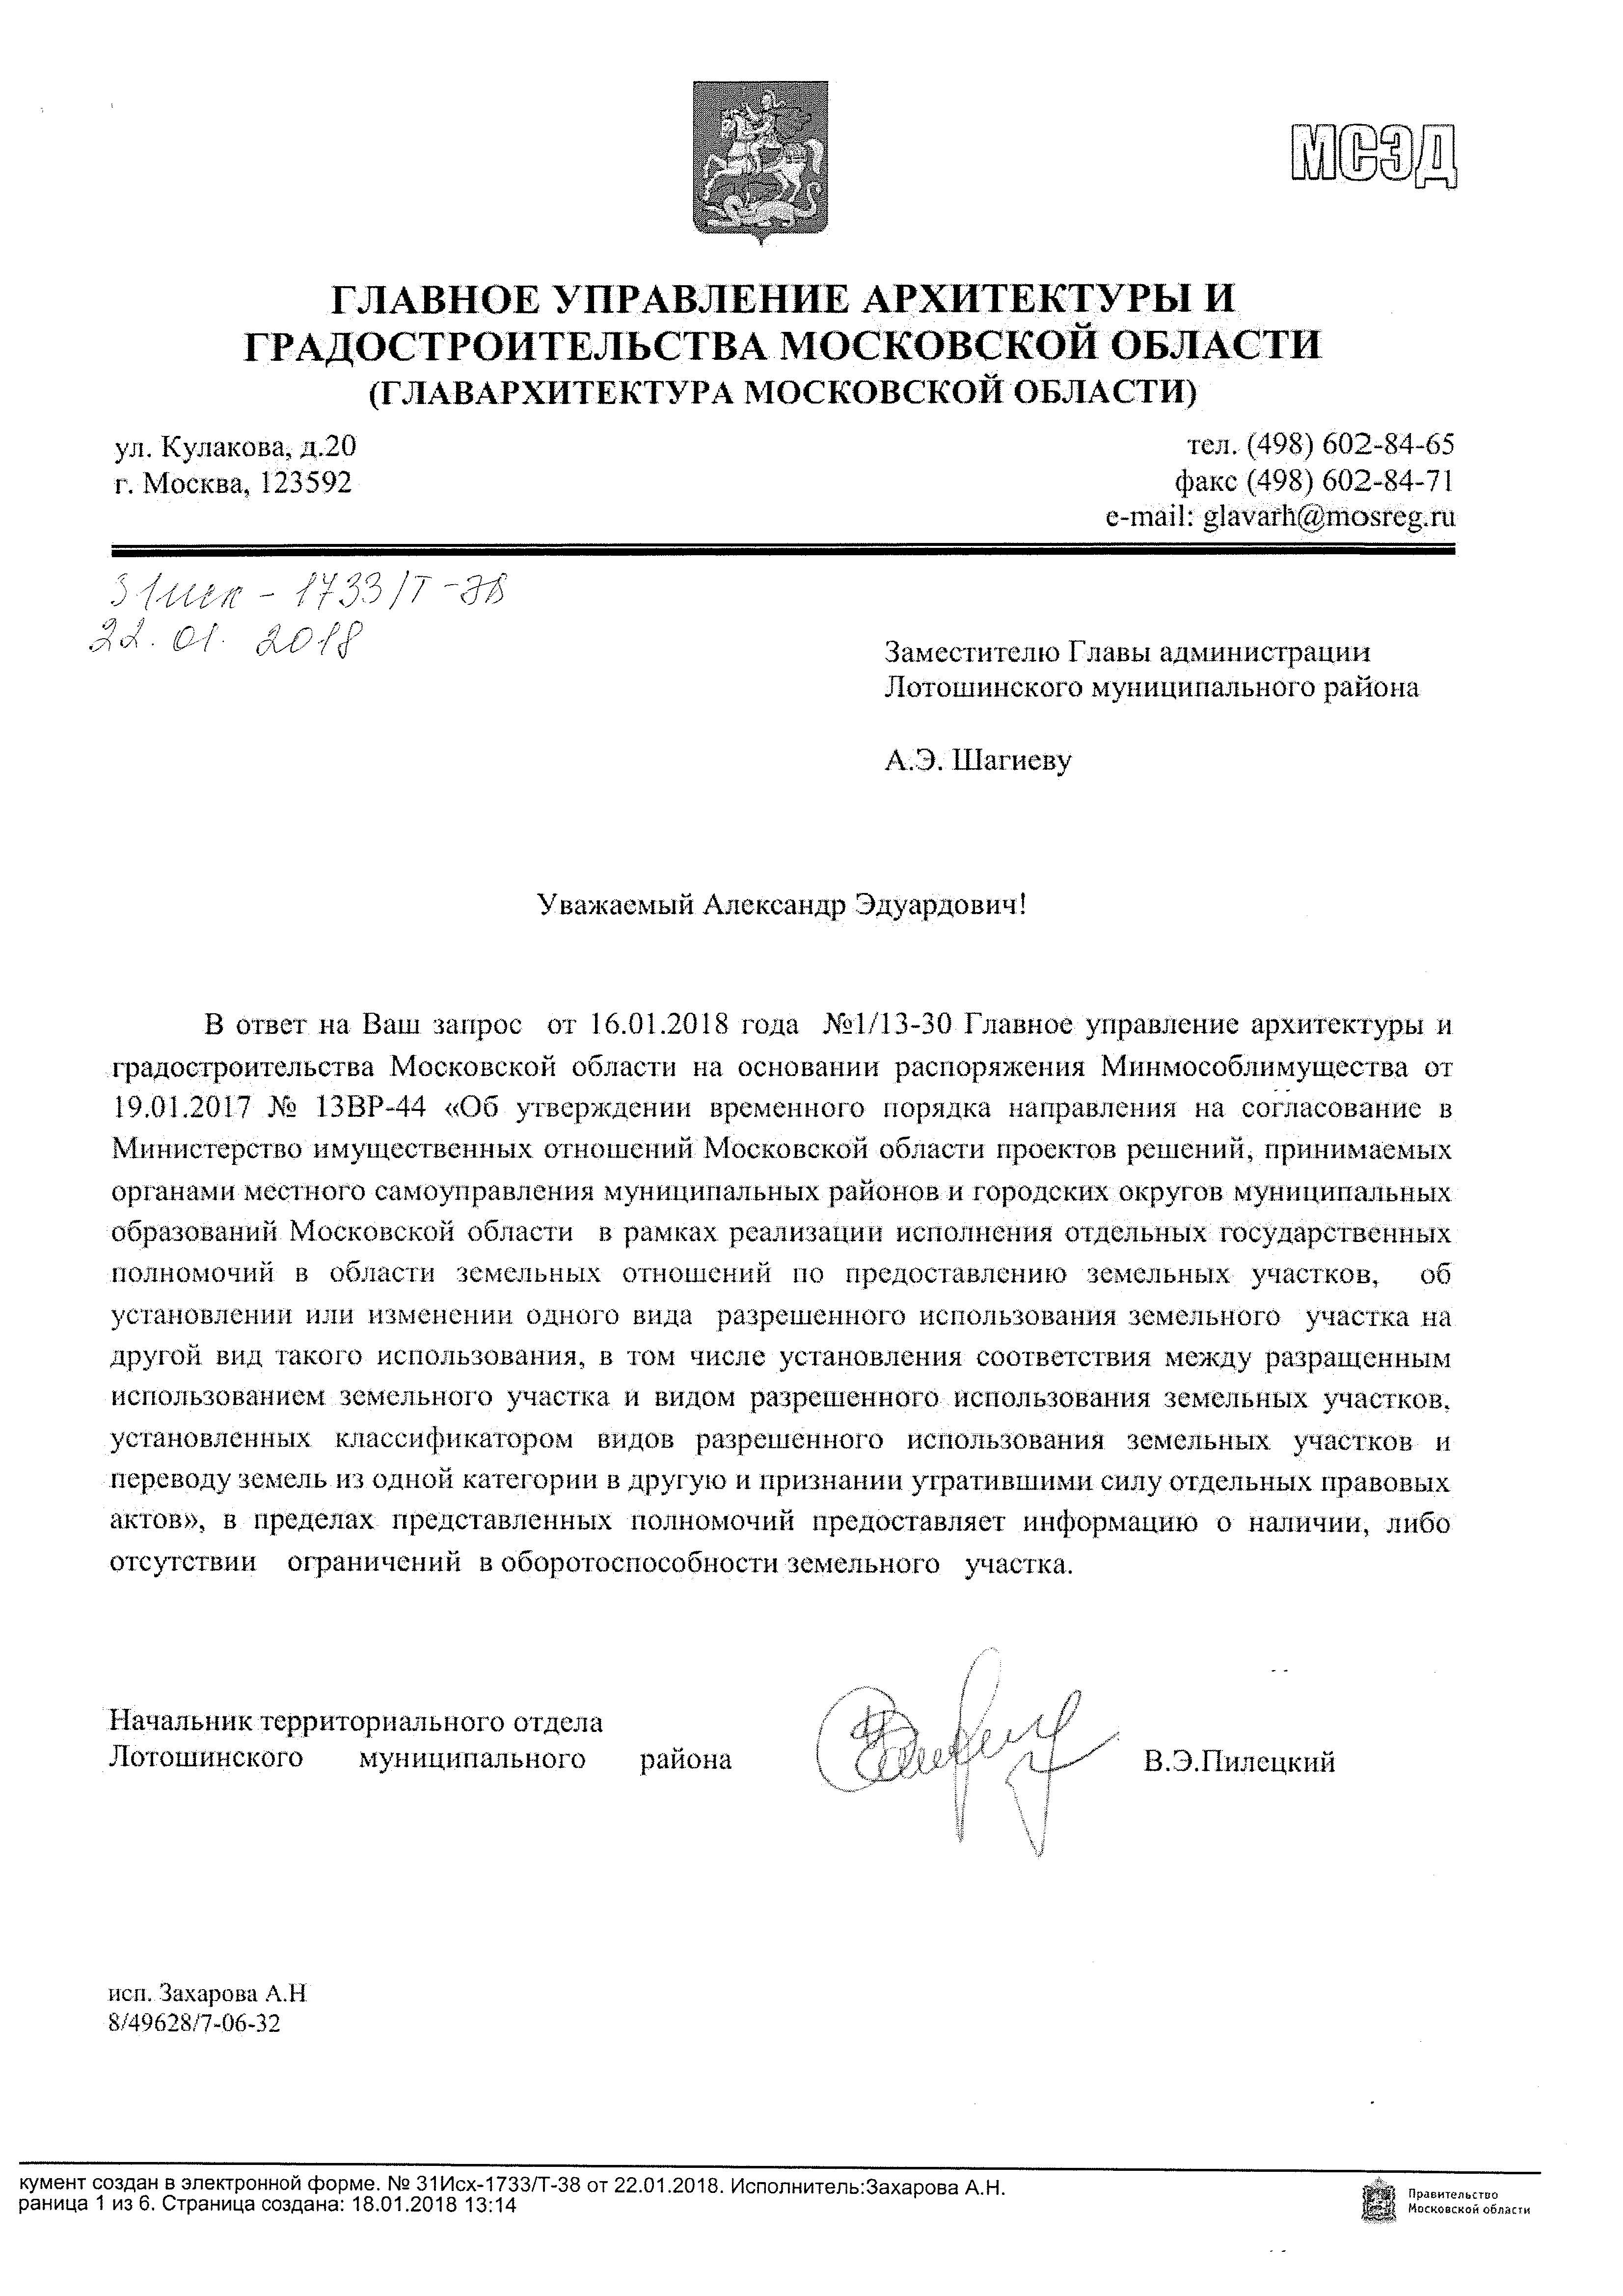 МСЭД
ГЛАВНОЕ УПРАВЛЕНИЕ АРХИТЕКТУРЫ И
ГРАДОСТРОИТЕЛЬСТВА МОСКОВСКОЙ ОБЛАСТИ
(ГЛАВАРХИТЕКТУРА МОСКОВСКОЙ ОБЛАСТИ)
ул. Кулакова, д.20
г. Москва, 123592
тел. (498) 602-84-65
факс (498) 602-84-71
e-mail: glavarh@mosreg.ru
31исх - 1733/Т-38
22.01.2018
Заместителю Главы администрации
Лотошинского муниципального района
А.Э. Шагиеву
Уважаемый Александр Эдуардович!
В ответ на Ваш запрос от 16.01.2018 года №1/13-30 Главное управление архитектуры и
градостроительства Московской области на основании распоряжения Минмособлимущества от
19.01.2017 № 13ВР-44 «Об утверждении временного порядка направления на согласование в
Министерство имущественных отношений Московской области проектов решений, принимаемых
органами местного самоуправления муниципальных районов и городских округов муниципальных
образований Московской области в рамках реализации исполнения отдельных государственных
полномочий в области земельных отношений по предоставлению земельных участков, об
установлении или изменении одного вида разрешенного использования земельного участка на
другой вид такого использования, в том числе установления соответствия между разращенным
использованием земельного участка и видом разрешенного использования земельных участков,
установленных классификатором видов разрешенного использования земельных участков и
переводу земель из одной категории в другую и признании утратившими силу отдельных правовых
актов», в пределах представленных полномочий предоставляет информацию о наличии, либо
отсутствии ограничений в оборотоспособности земельного участка.
Начальник территориального отдела
Лотошинского муниципального района
В.Э.Пилецкий
исп. Захарова А.Н
8/49628/7-06-32
кумент создан в электронной форме. № 31Исх-1733/Т-38 от 22.01.2018. Исполнитель:Захарова А.Н.
раница 1 из 6. Страница создана: 18.01.2018 13:14
Правительство
Московской области